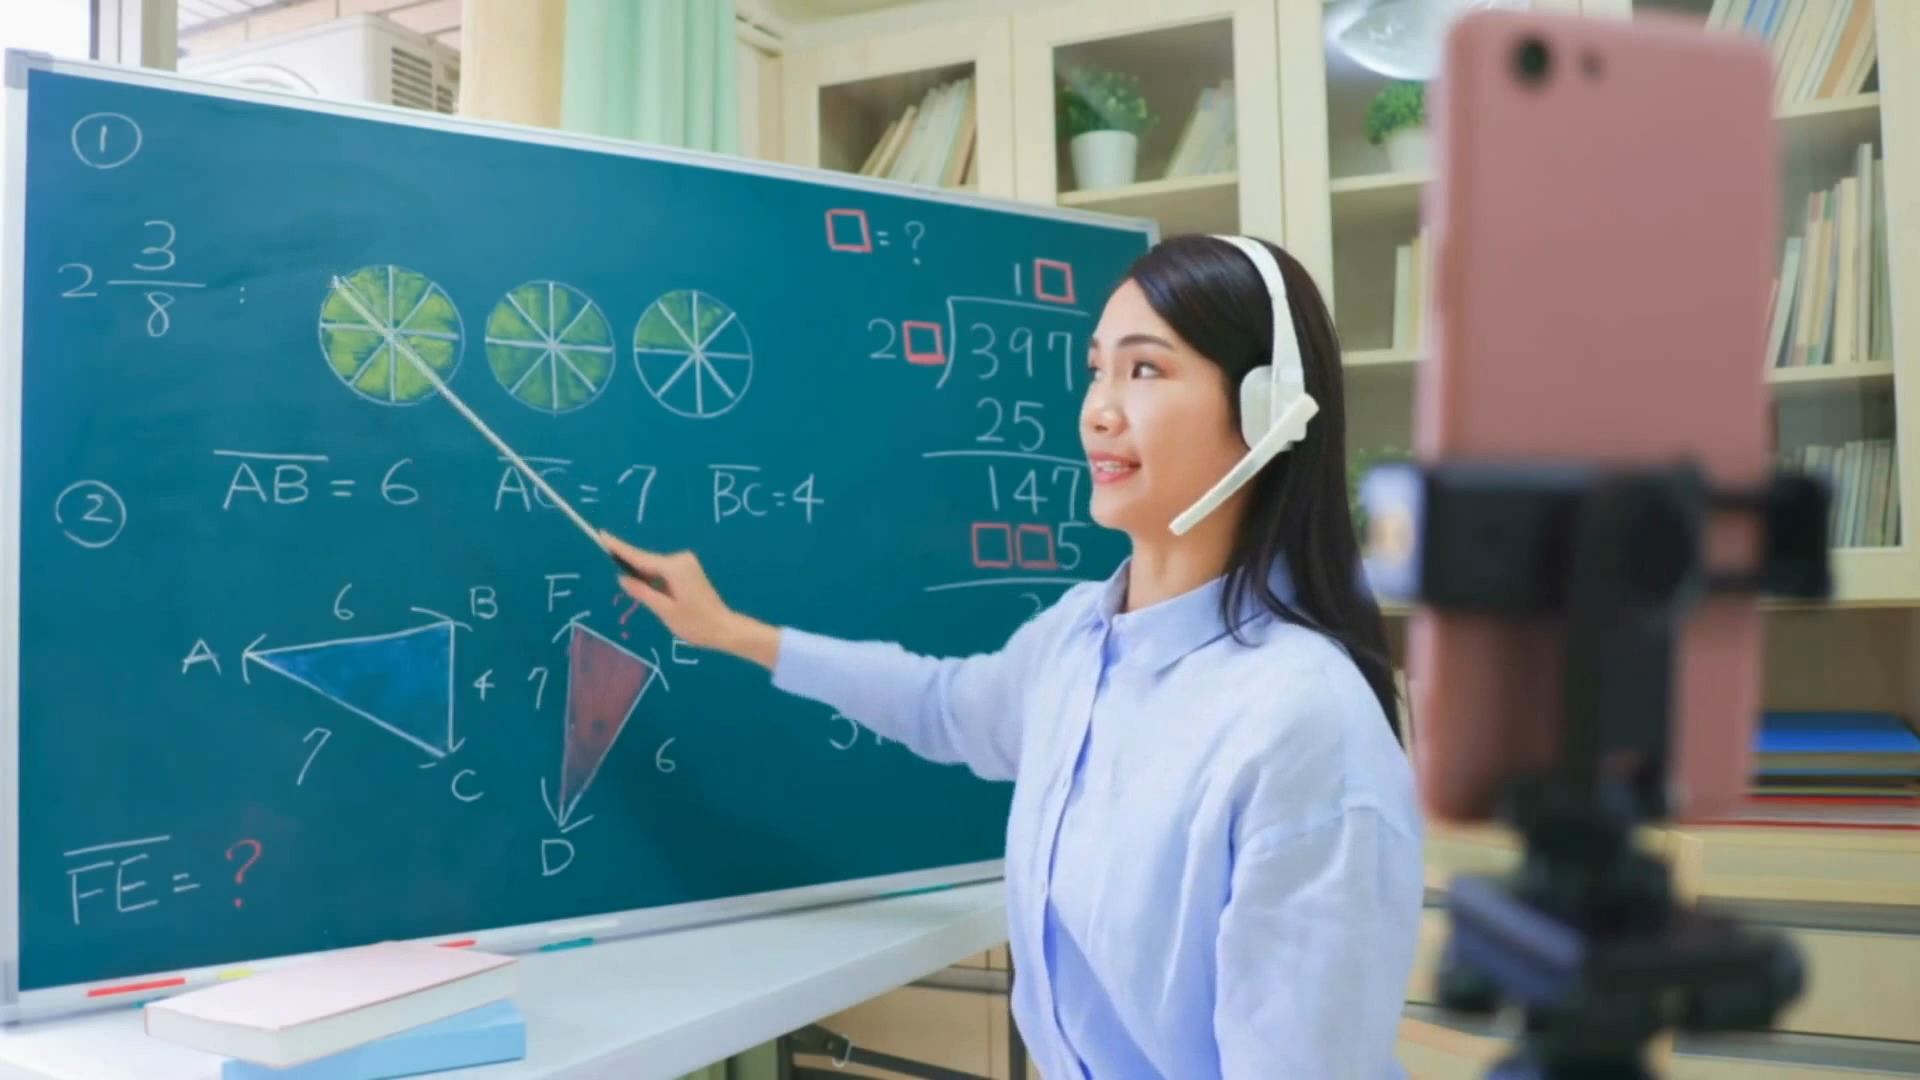 ①
2 3/8 :
② AB = 6 AC = 7 BC = 4
6
A B
4
7
C
F ?
E
7
6
D
FE = ?
□ = ?
1□
2□)397
25
147
□□5